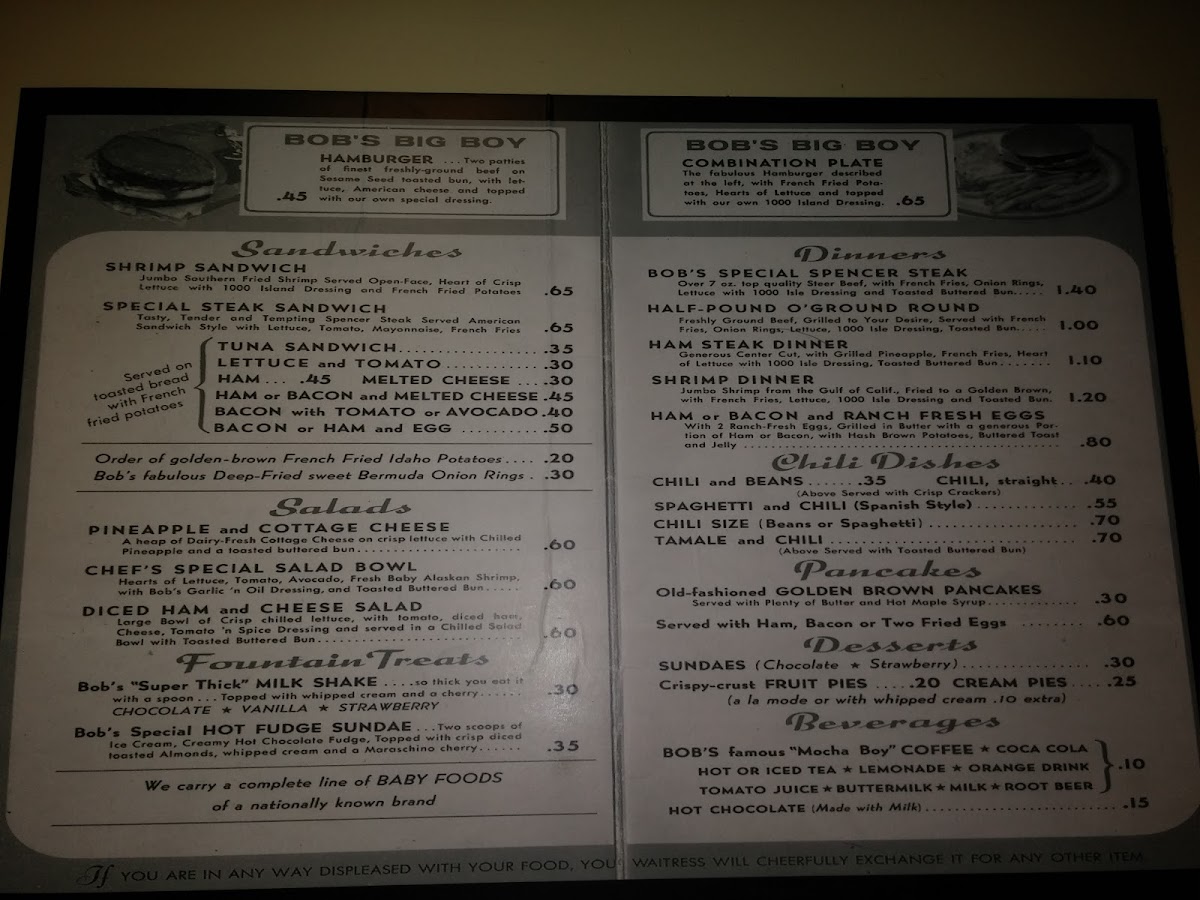 BOB'S BIG BOY
HAMBURGER ... Two patties
of finest freshly-ground beef on
Sesame Seed toasted bun, with let-
tuce, American cheese and topped
.45 with our own special dressing.
Sandwiches
SHRIMP SANDWICH
Jumbo Southern Fried Shrimp Served Open-Face, Heart of Crisp
Lettuce with 1000 Island Dressing and French Fried Potatoes .65
SPECIAL STEAK SANDWICH
Tasty, Tender and Tempting Spencer Steak Served American
Sandwich Style with Lettuce, Tomato, Mayonnaise, French Fries .65
Served on
toasted bread
with French
fried potatoes
TUNA SANDWICH....................35
LETTUCE and TOMATO ............30
HAM... .45 MELTED CHEESE ... .30
HAM or BACON and MELTED CHEESE .45
BACON with TOMATO or AVOCADO .40
BACON or HAM and EGG ..........50
Order of golden-brown French Fried Idaho Potatoes.... .20
Bob's fabulous Deep-Fried sweet Bermuda Onion Rings . .30
Salads
PINEAPPLE and COTTAGE CHEESE
A heap of Dairy-Fresh Cottage Cheese on crisp lettuce with Chilled
Pineapple and a toasted buttered bun........................ .60
CHEF'S SPECIAL SALAD BOWL
Hearts of Lettuce, Tomato, Avocado, Fresh Baby Alaskan Shrimp,
with Bob's Garlic 'n Oil Dressing, and Toasted Buttered Bun..... .60
DICED HAM and CHEESE SALAD
Large Bowl of Crisp chilled lettuce, with tomato, diced ham,
Cheese, Tomato 'n Spice Dressing and served in a Chilled Salad
Bowl with Toasted Buttered Bun.............................. .60
Fountain Treats
Bob's "Super Thick" MILK SHAKE ....so thick you eat it
with a spoon... Topped with whipped cream and a cherry...... .30
CHOCOLATE ★ VANILLA ★ STRAWBERRY
Bob's Special HOT FUDGE SUNDAE ...Two scoops of
Ice Cream, Creamy Hot Chocolate Fudge, Topped with crisp diced
toasted Almonds, whipped cream and a Maraschino cherry...... .35
We carry a complete line of BABY FOODS
of a nationally known brand
BOB'S BIG BOY
COMBINATION PLATE
The fabulous Hamburger described
at the left, with French Fried Pota-
toes, Hearts of Lettuce and topped
with our own 1000 Island Dressing. .65
Dinners
BOB'S SPECIAL SPENCER STEAK
Over 7 oz. top quality Steer Beef, with French Fries, Onion Rings,
Lettuce with 1000 Isle Dressing and Toasted Buttered Bun..... 1.40
HALF-POUND O'GROUND ROUND
Freshly Ground Beef, Grilled to Your Desire, Served with French
Fries, Onion Rings, Lettuce, 1000 Isle Dressing, Toasted Bun..... 1.00
HAM STEAK DINNER
Generous Center Cut, with Grilled Pineapple, French Fries, Heart
of Lettuce with 1000 Isle Dressing, Toasted Buttered Bun....... 1.10
SHRIMP DINNER
Jumbo Shrimp from the Gulf of Calif., Fried to a Golden Brown,
with French Fries, Lettuce, 1000 Isle Dressing and Toasted Bun. 1.20
HAM or BACON and RANCH FRESH EGGS
With 2 Ranch-Fresh Eggs, Grilled in Butter with a generous Por-
tion of Ham or Bacon, with Hash Brown Potatoes, Buttered Toast
and Jelly ................................................ .80
Chili Dishes
CHILI and BEANS .......35 CHILI, straight... .40
(Above Served with Crisp Crackers)
SPAGHETTI and CHILI (Spanish Style).............. .55
CHILI SIZE (Beans or Spaghetti) .................... .70
TAMALE and CHILI ................................ .70
(Above Served with Toasted Buttered Bun)
Pancakes
Old-fashioned GOLDEN BROWN PANCAKES
Served with Plenty of Butter and Hot Maple Syrup............. .30
Served with Ham, Bacon or Two Fried Eggs ........ .60
Desserts
SUNDAES (Chocolate ★ Strawberry)................. .30
Crispy-crust FRUIT PIES .....20 CREAM PIES.... .25
(a la mode or with whipped cream .10 extra)
Beverages
BOB'S famous "Mocha Boy" COFFEE ★ COCA COLA
HOT OR ICED TEA ★ LEMONADE ★ ORANGE DRINK .10
TOMATO JUICE ★ BUTTERMILK ★ MILK ★ ROOT BEER
HOT CHOCOLATE (Made with Milk)........................15
If YOU ARE IN ANY WAY DISPLEASED WITH YOUR FOOD, YOU WAITRESS WILL CHEERFULLY EXCHANGE IT FOR ANY OTHER ITEM